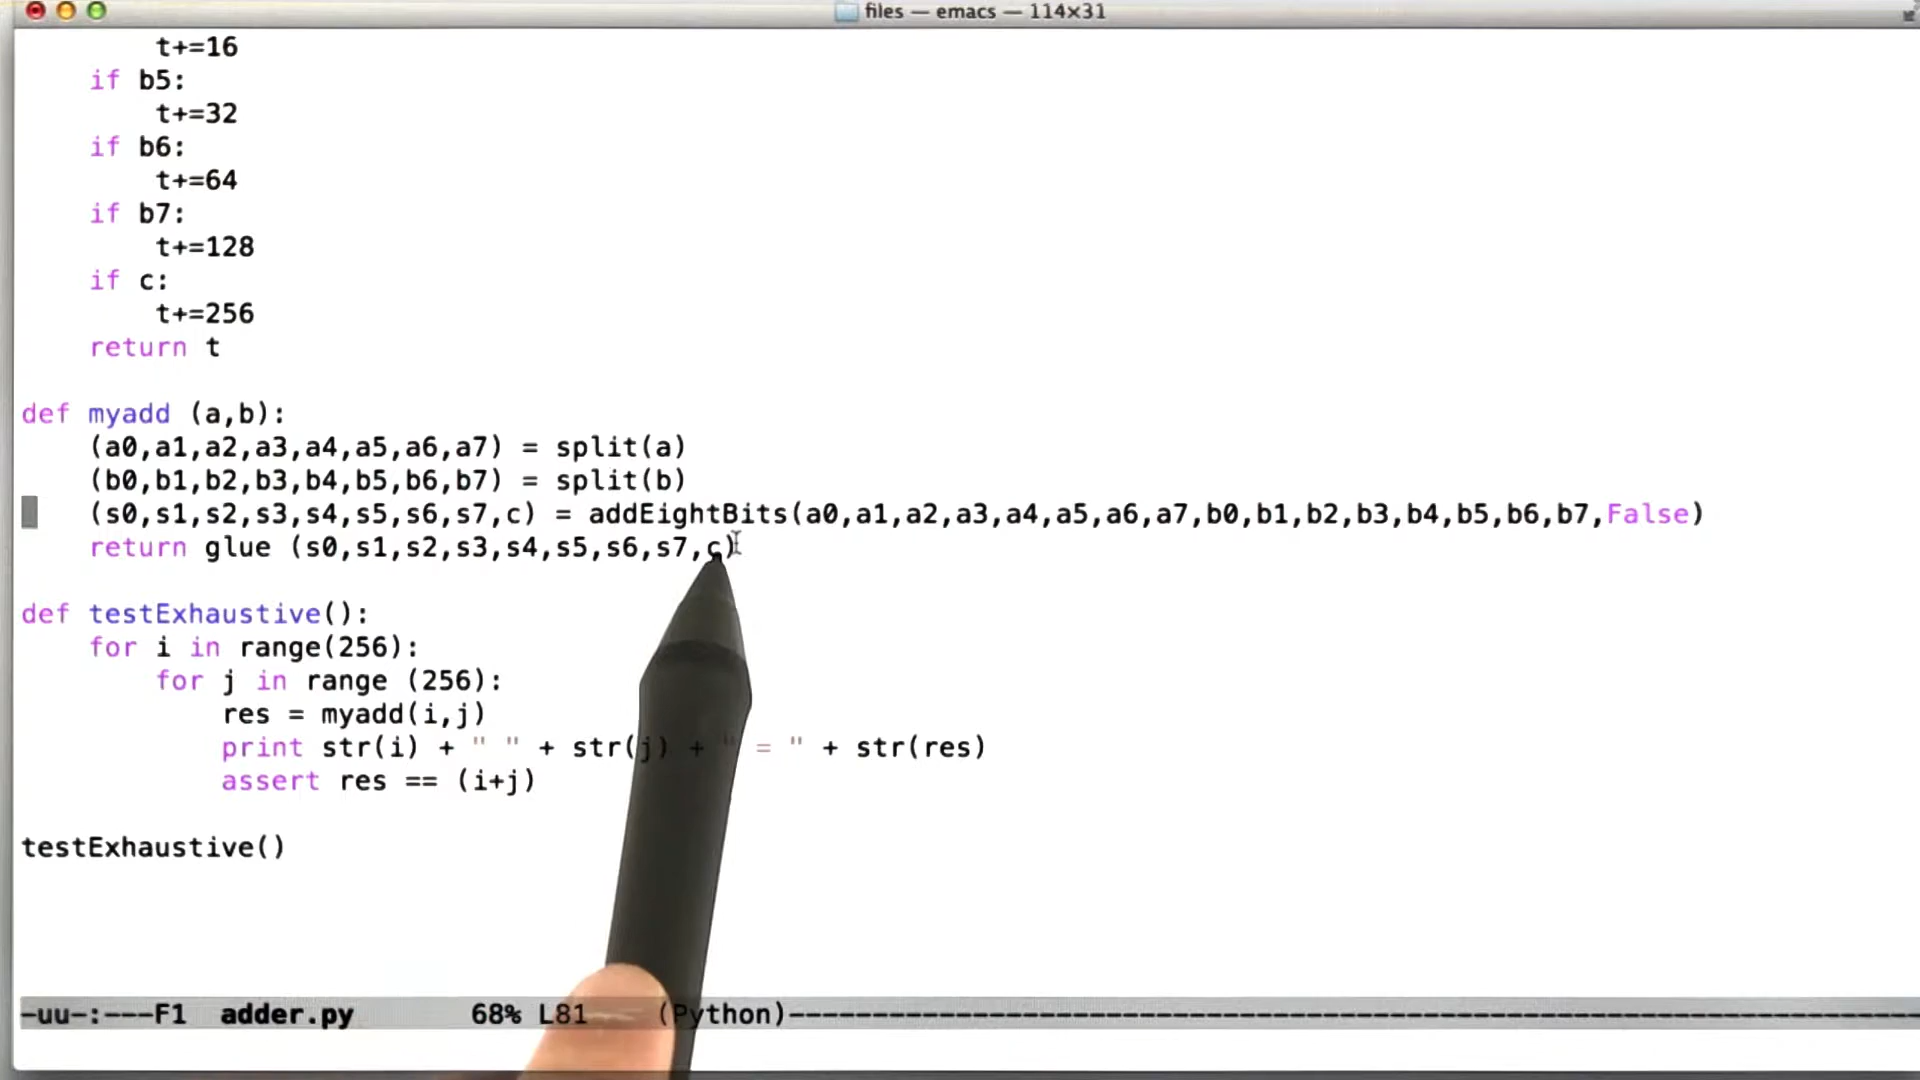 files — emacs — 114×31
t+=16
if b5:
t+=32
if b6:
t+=64
if b7:
t+=128
if c:
t+=256
return t
def myadd (a,b):
(a0,a1,a2,a3,a4,a5,a6,a7) = split(a)
(b0,b1,b2,b3,b4,b5,b6,b7) = split(b)
(s0,s1,s2,s3,s4,s5,s6,s7,c) = addEightBits(a0,a1,a2,a3,a4,a5,a6,a7,b0,b1,b2,b3,b4,b5,b6,b7,False)
return glue (s0,s1,s2,s3,s4,s5,s6,s7,c)
def testExhaustive():
for i in range(256):
for j in range (256):
res = myadd(i,j)
print str(i) + " " + str(j) + " = " + str(res)
assert res == (i+j)
testExhaustive()
-uu-:---F1 adder.py 68% L81 (Python)------------------------------------------------------------------